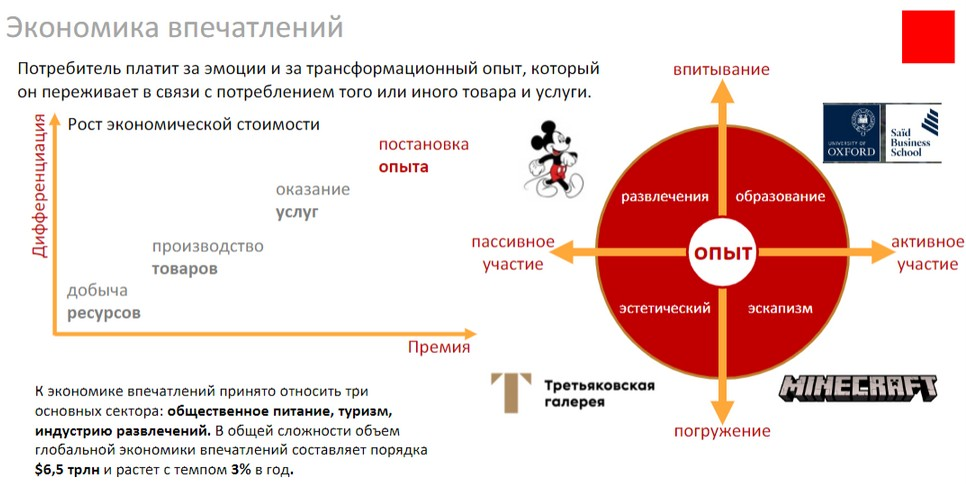 Экономика впечатлений
Потребитель платит за эмоции и за трансформационный опыт, который
он переживает в связи с потреблением того или иного товара и услуги.
Дифференциация
Рост экономической стоимости
постановка
опыта
оказание
услуг
производство
товаров
добыча
ресурсов
Премия
К экономике впечатлений принято относить три
основных сектора: общественное питание, туризм,
индустрию развлечений. В общей сложности объем
глобальной экономики впечатлений составляет порядка
$6,5 трлн и растет с темпом 3% в год.
впитывание
UNIVERSITY OF
OXFORD
Saïd
Business
School
развлечения
образование
пассивное
участие
ОПЫТ
активное
участие
эстетический
эскапизм
Третьяковская
галерея
MINECRAFT
погружение